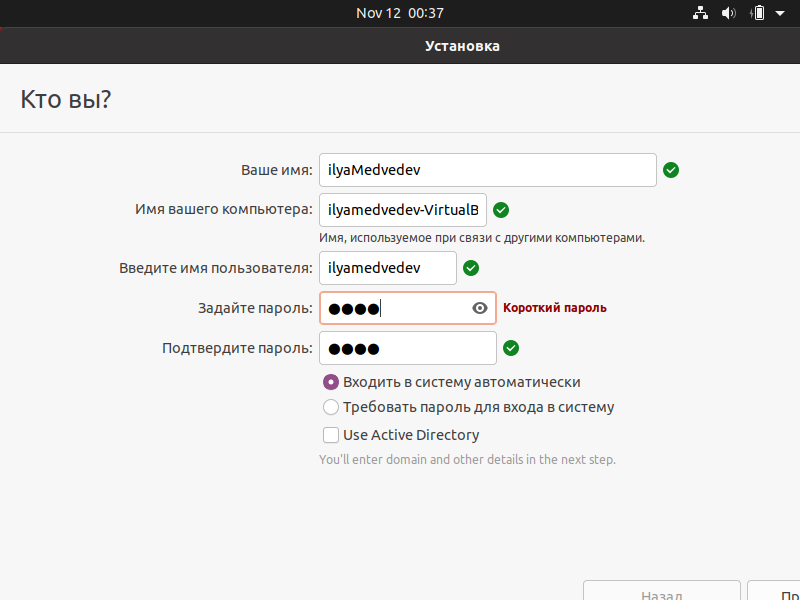 Nov 12 00:37
Установка
Кто вы?
Ваше имя: ilyaMedvedev
Имя вашего компьютера: ilyamedvedev-VirtualB
Имя, используемое при связи с другими компьютерами.
Введите имя пользователя: ilyamedvedev
Задайте пароль: ●●●● Короткий пароль
Подтвердите пароль: ●●●●
Входить в систему автоматически
Требовать пароль для входа в систему
Use Active Directory
You'll enter domain and other details in the next step.
Назад Пр